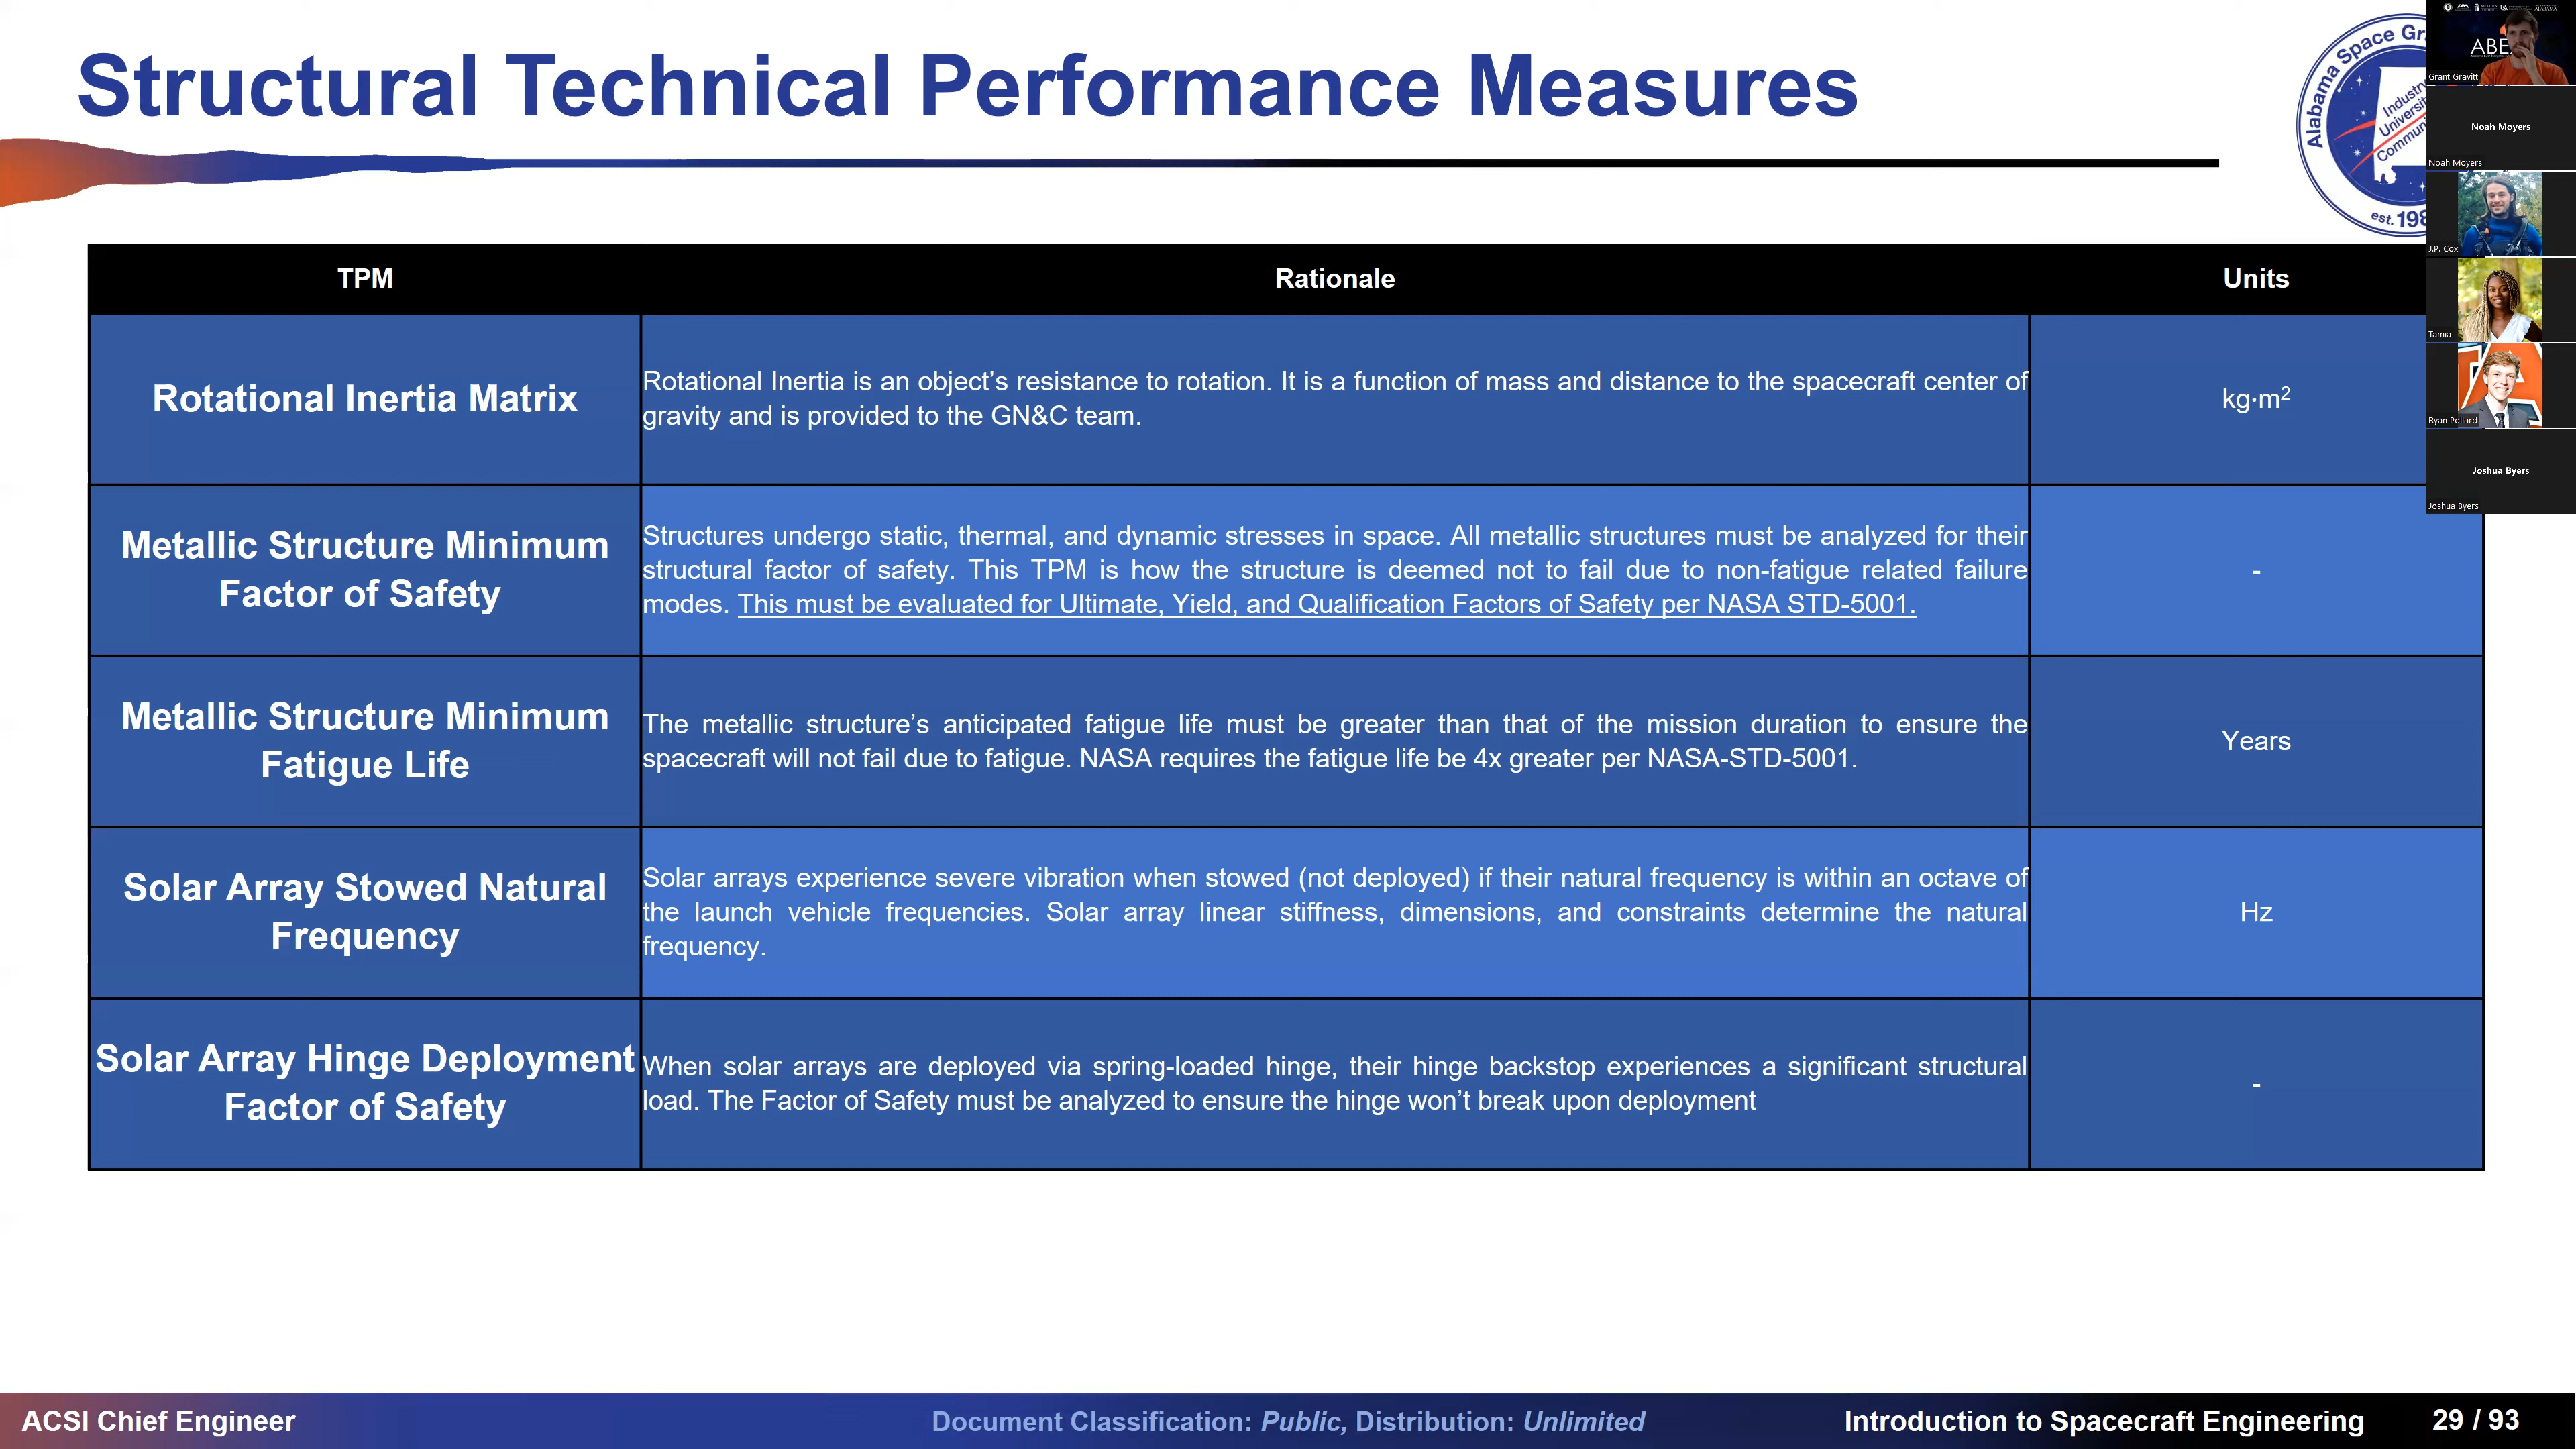 Structural Technical Performance Measures
Alabama Space Gr
Industry
University
Commun
est. 198
ABE
Grant Gravitt
Noah Moyers
Noah Moyers
J.P. Cox
Tamia
Ryan Pollard
Joshua Byers
Joshua Byers
TPM Rationale Units
Rotational Inertia Matrix
Rotational Inertia is an object’s resistance to rotation. It is a function of mass and distance to the spacecraft center of
gravity and is provided to the GN&C team.
kg·m²
Metallic Structure Minimum
Factor of Safety
Structures undergo static, thermal, and dynamic stresses in space. All metallic structures must be analyzed for their
structural factor of safety. This TPM is how the structure is deemed not to fail due to non-fatigue related failure
modes. This must be evaluated for Ultimate, Yield, and Qualification Factors of Safety per NASA STD-5001.
-
Metallic Structure Minimum
Fatigue Life
The metallic structure’s anticipated fatigue life must be greater than that of the mission duration to ensure the
spacecraft will not fail due to fatigue. NASA requires the fatigue life be 4x greater per NASA-STD-5001.
Years
Solar Array Stowed Natural
Frequency
Solar arrays experience severe vibration when stowed (not deployed) if their natural frequency is within an octave of
the launch vehicle frequencies. Solar array linear stiffness, dimensions, and constraints determine the natural
frequency.
Hz
Solar Array Hinge Deployment
Factor of Safety
When solar arrays are deployed via spring-loaded hinge, their hinge backstop experiences a significant structural
load. The Factor of Safety must be analyzed to ensure the hinge won’t break upon deployment
-
ACSI Chief Engineer
Document Classification: Public, Distribution: Unlimited
Introduction to Spacecraft Engineering
29 / 93